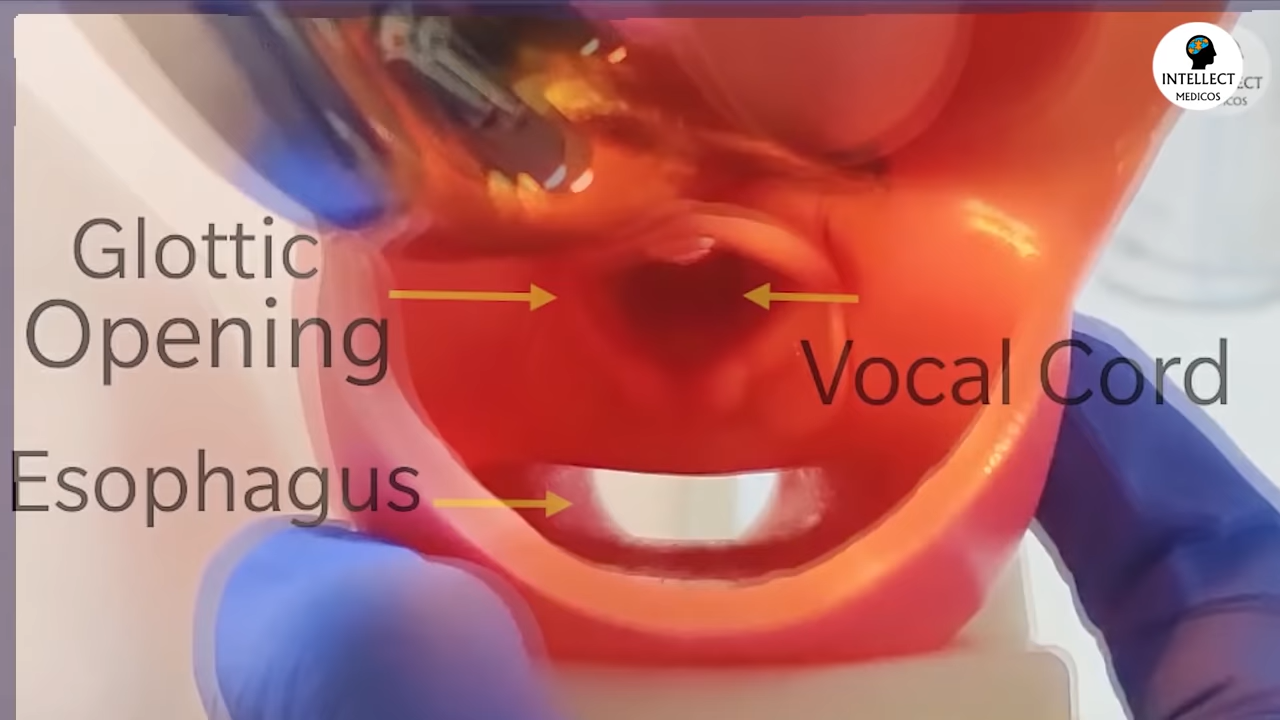 INTELLECT
MEDICOS
Glottic
Opening
Vocal Cord
Esophagus